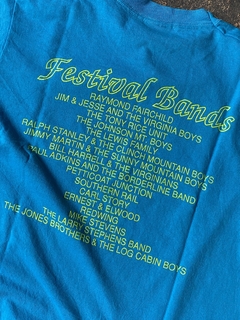 Festival Bands
RAYMOND FAIRCHILD
JIM & JESSE AND THE VIRGINIA BOYS
THE TONY RICE UNIT
THE JOHNSON MT. BOYS
THE LEWIS FAMILY
RALPH STANLEY & THE CLINCH MOUNTAIN BOYS
JIMMY MARTIN & THE SUNNY MOUNTAIN BOYS
BILL HARRELL & THE VIRGINIANS
PAUL ADKINS AND THE BORDERLINE BAND
PETTICOAT JUNCTION
SOUTHERN RAIL
CARL STORY
ERNEST & ELWOOD
REDWING
MIKE STEVENS
THE LARRY STEPHENS BAND
THE JONES BROTHERS & THE LOG CABIN BOYS